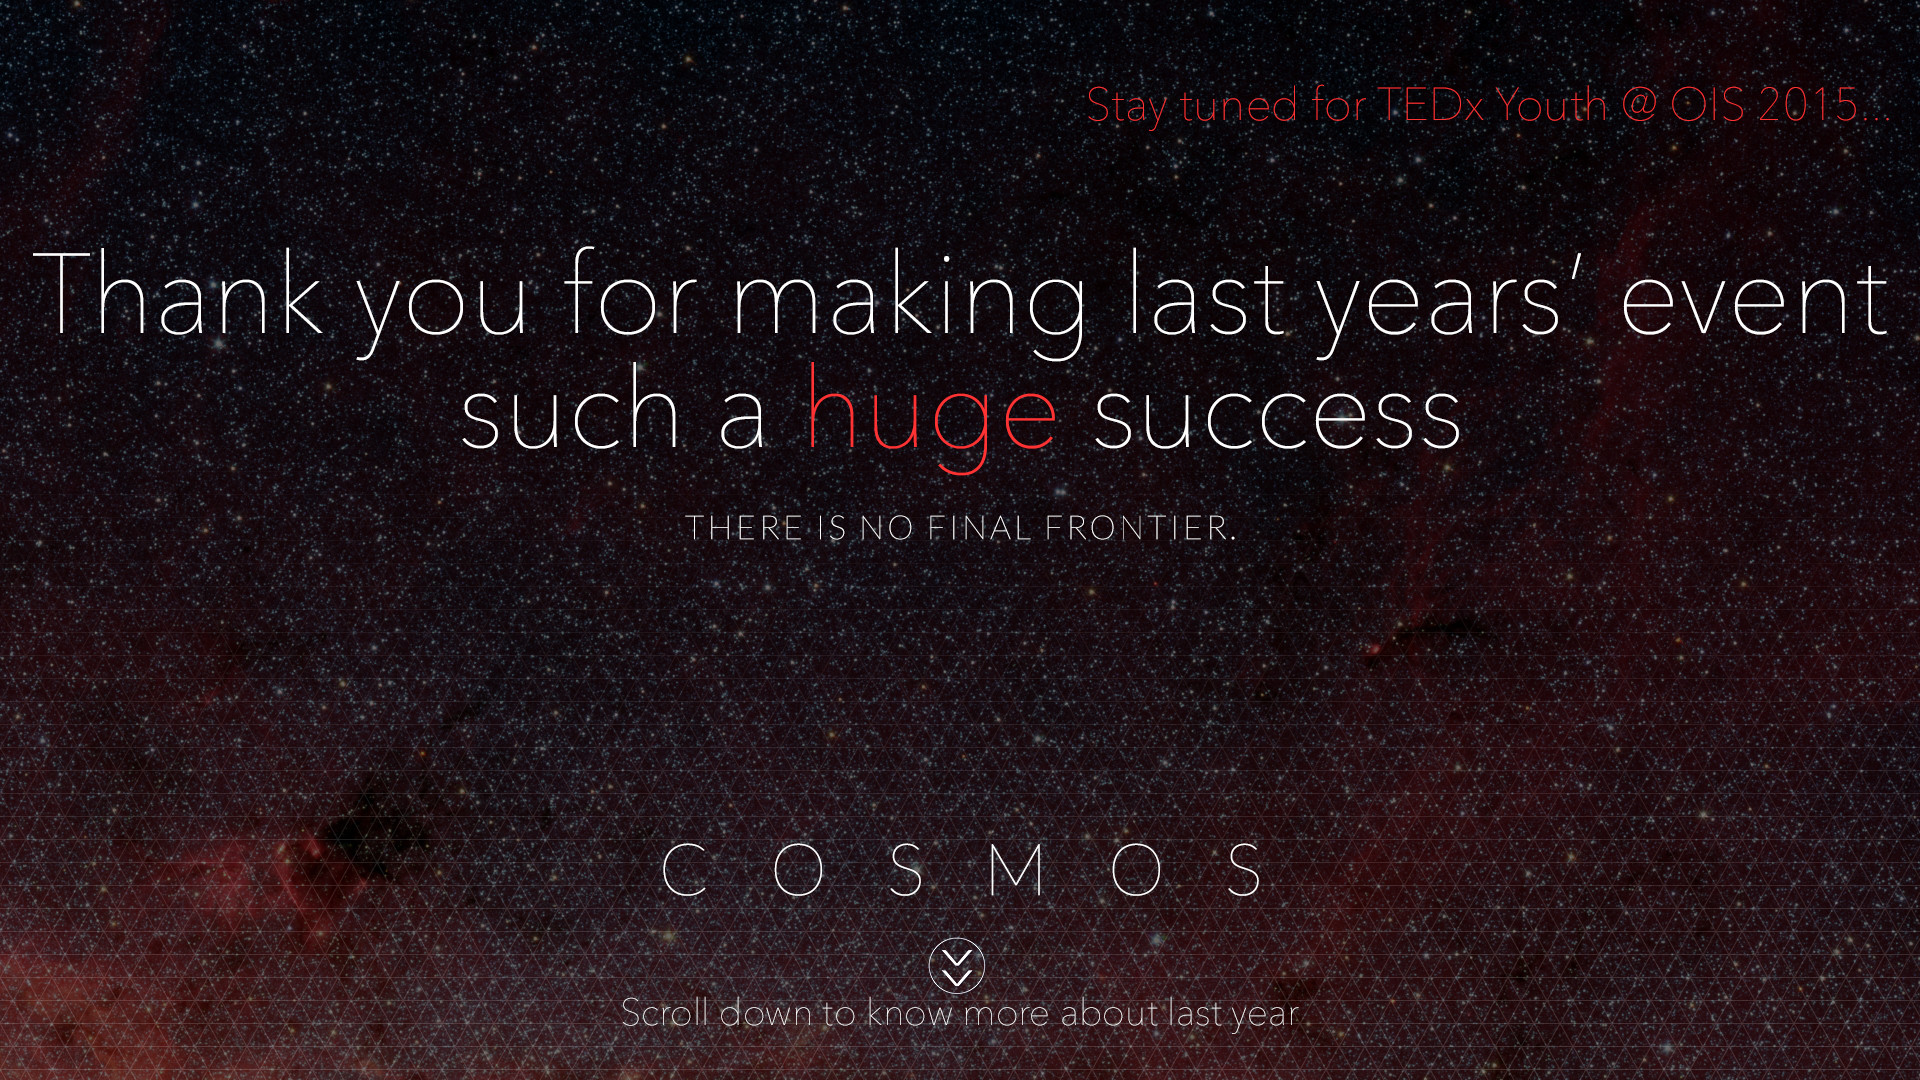 Stay tuned for TEDx Youth @ OIS 2015...
Thank you for making last years' event
such a huge success
THERE IS NO FINAL FRONTIER.
COSMOS
Scroll down to know more about last year